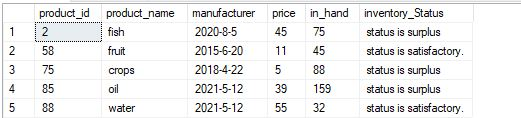 product_id product_name manufacturer price in_hand inventory_Status
1 2 fish 2020-8-5 45 75 status is surplus
2 58 fruit 2015-6-20 11 45 status is satisfactory.
3 75 crops 2018-4-22 5 88 status is surplus
4 85 oil 2021-5-12 39 159 status is surplus
5 88 water 2021-5-12 55 32 status is satisfactory.